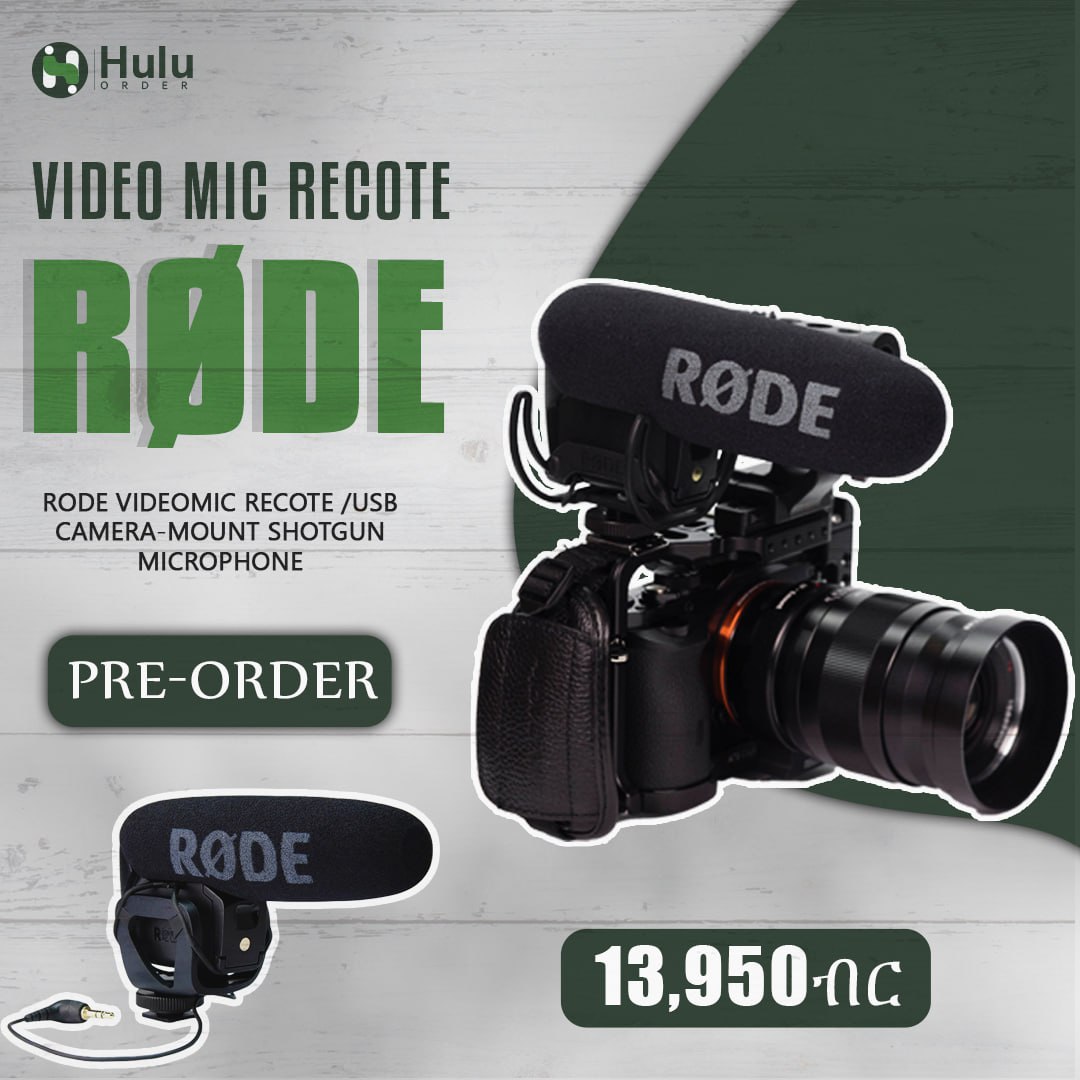 Hulu
ORDER
VIDEO MIC RECOTE
RØDE
RODE VIDEOMIC RECOTE /USB
CAMERA-MOUNT SHOTGUN
MICROPHONE
PRE-ORDER
RØDE
RØDE
13,950ብር